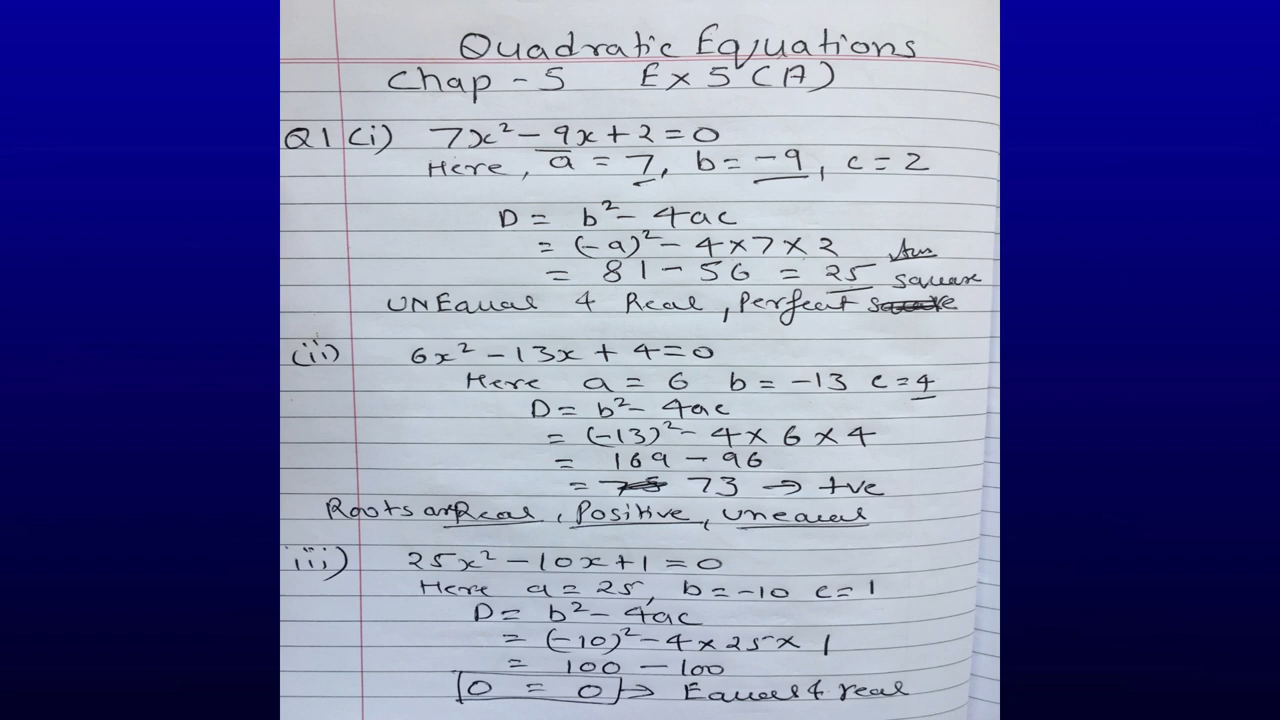 Quadratic Equations
Chap - 5 Ex 5 (A)
Q1 (i) 7x² - 9x + 2 = 0
Here, a = 7, b = -9, c = 2
D = b² - 4ac
= (-9)² - 4 × 7 × 2
= 81 - 56 = 25 Ans
square
UNEqual & Real, Perfect
(ii) 6x² - 13x + 4 = 0
Here a = 6 b = -13 c = 4
D = b² - 4ac
= (-13)² - 4 × 6 × 4
= 169 - 96
= 73 → +ve
Roots are Real, Positive, unequal
iii) 25x² - 10x + 1 = 0
Here a = 25, b = -10 c = 1
D = b² - 4ac
= (-10)² - 4 × 25 × 1
= 100 - 100
0 = 0 → Equal & real